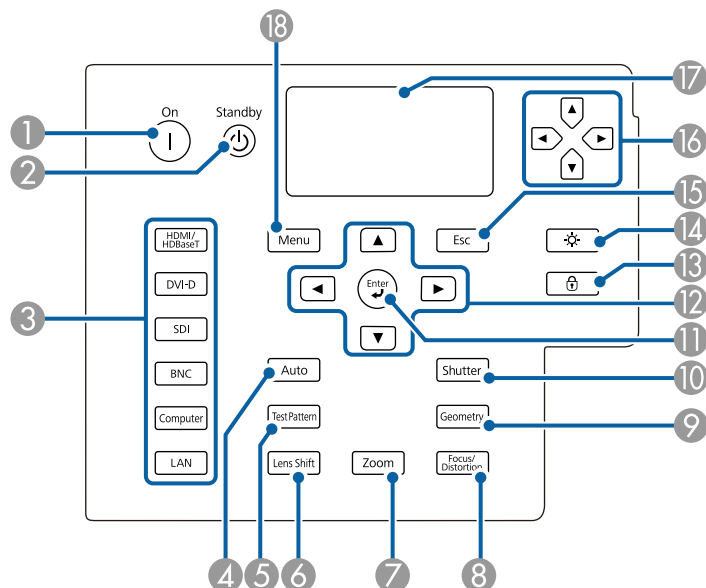 18
17
On
Standby
1
2
16
15
HDMI/
HDBaseT
Menu
Esc
14
DVI-D
Enter
13
3
SDI
12
11
BNC
Auto
Shutter
10
Computer
Test Pattern
Geometry
9
LAN
Lens Shift
Zoom
Focus/
Distortion
4
5
6
7
8